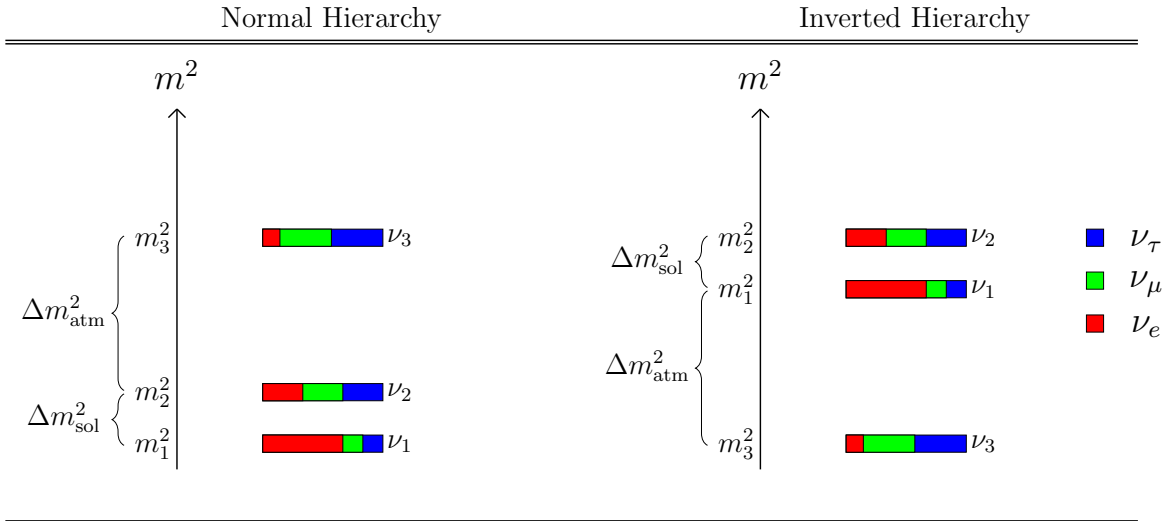 Normal Hierarchy Inverted Hierarchy
m² m²
m₃² ν₃ m₂² ν₂ ν_τ
Δm²_sol
m₁² ν₁ ν_μ
Δm²_atm ν_e
Δm²_atm
m₂² ν₂
Δm²_sol
m₁² ν₁ m₃² ν₃